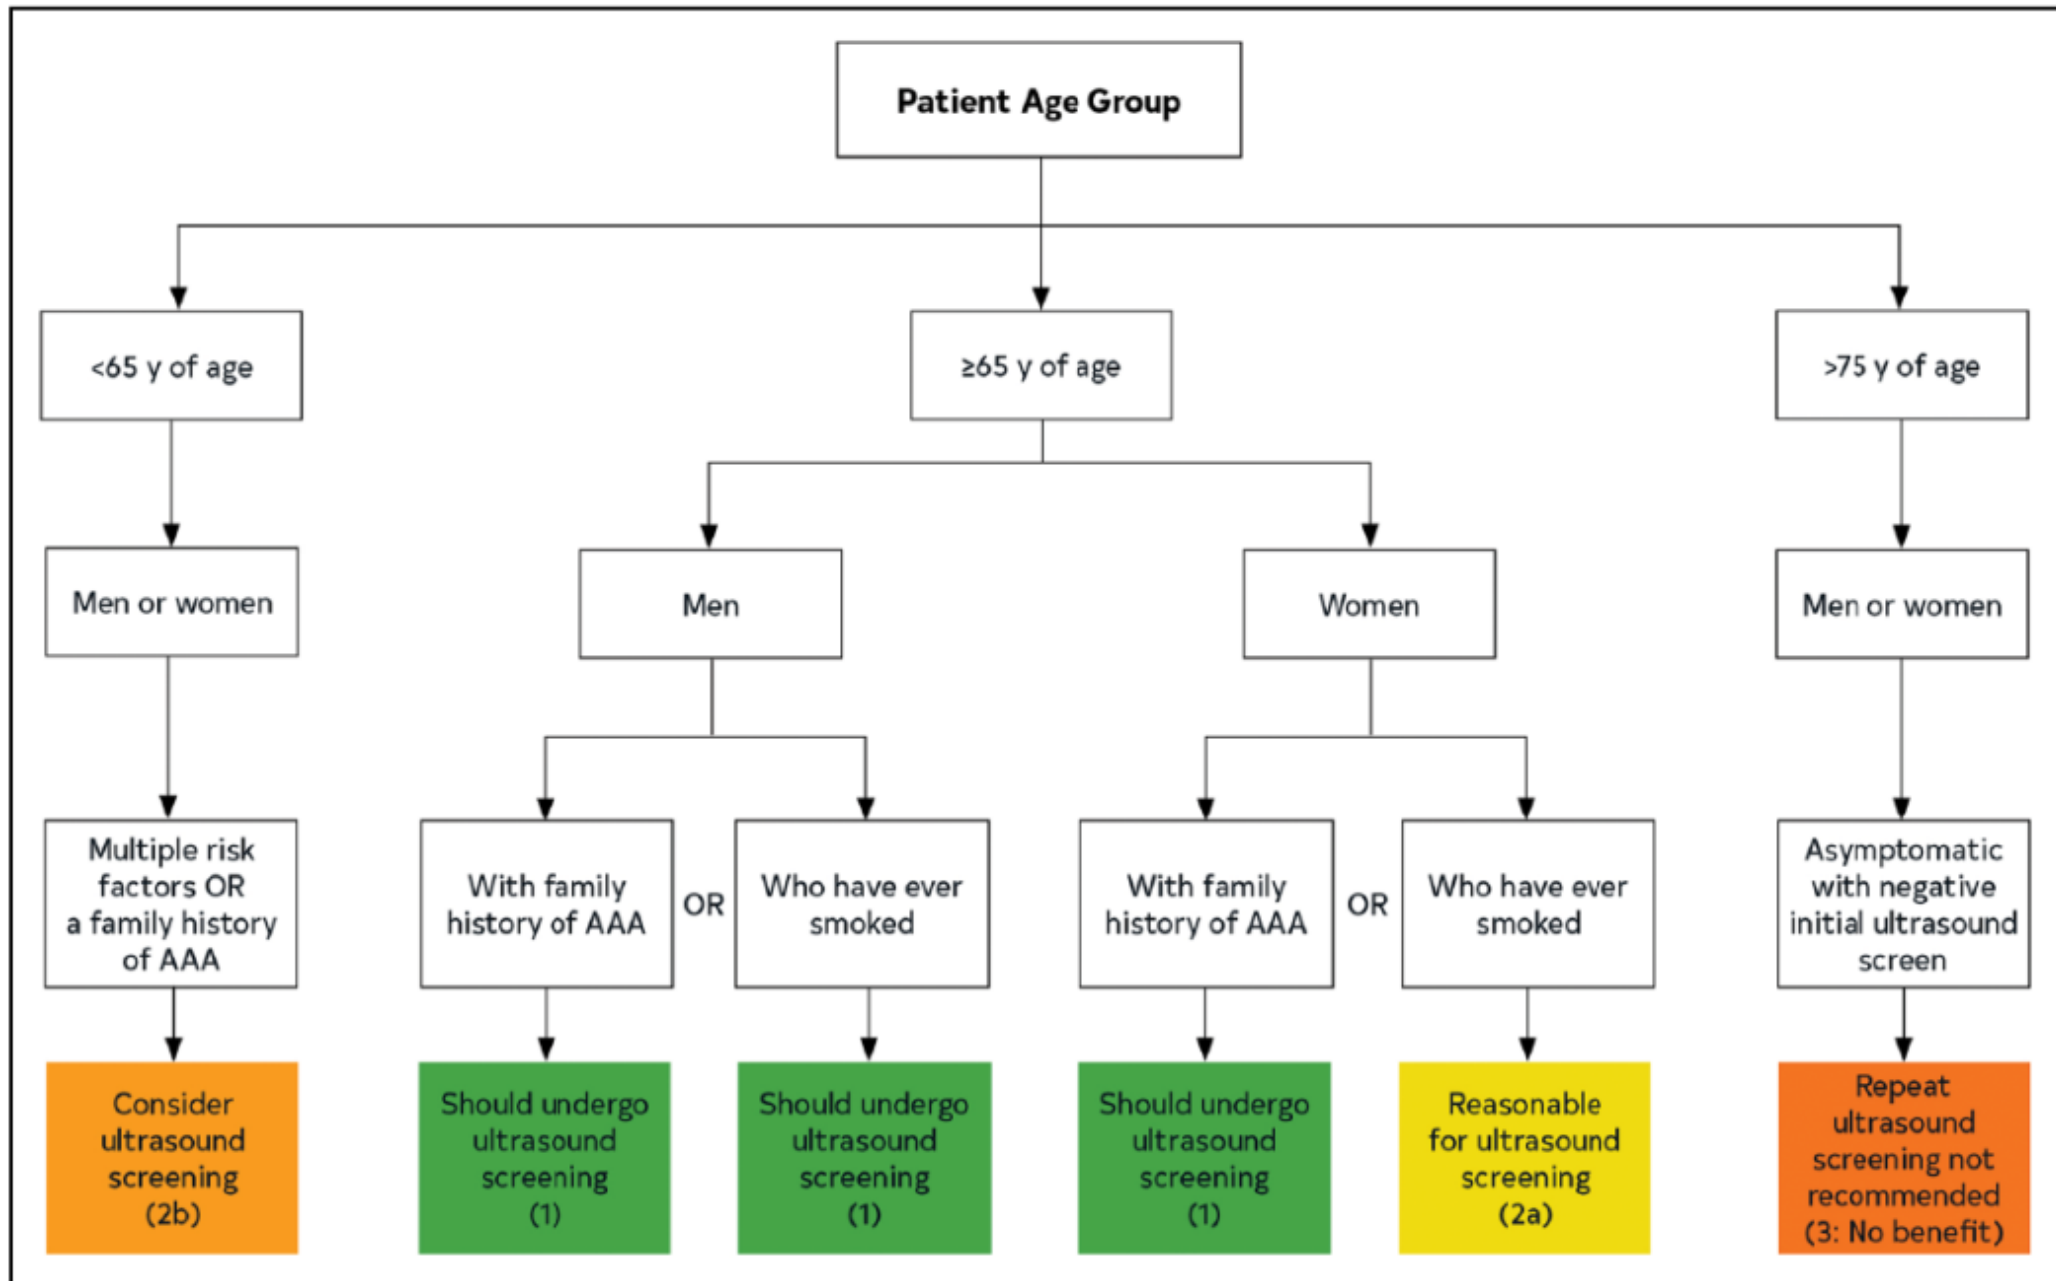 Patient Age Group
<65 y of age
≥65 y of age
>75 y of age
Men or women
Men
Women
Men or women
Multiple risk
factors OR
a family history
of AAA
With family
history of AAA
OR
Who have ever
smoked
With family
history of AAA
OR
Who have ever
smoked
Asymptomatic
with negative
initial ultrasound
screen
Consider
ultrasound
screening
(2b)
Should undergo
ultrasound
screening
(1)
Should undergo
ultrasound
screening
(1)
Should undergo
ultrasound
screening
(1)
Reasonable
for ultrasound
screening
(2a)
Repeat
ultrasound
screening not
recommended
(3: No benefit)